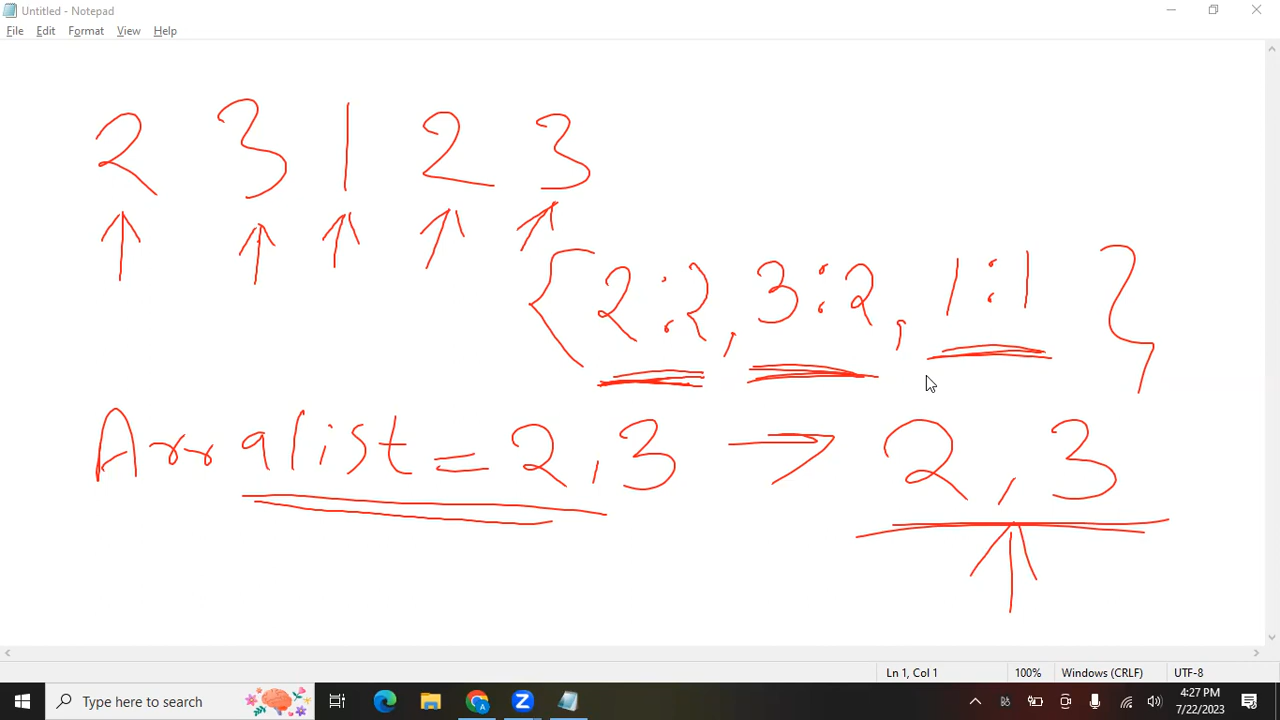 Untitled - Notepad
File Edit Format View Help
2 3 1 2 3
{ 2:2, 3:2, 1:1 }
Arralist = 2,3 → 2,3
Ln 1, Col 1 100% Windows (CRLF) UTF-8
Type here to search
4:27 PM
7/22/2023